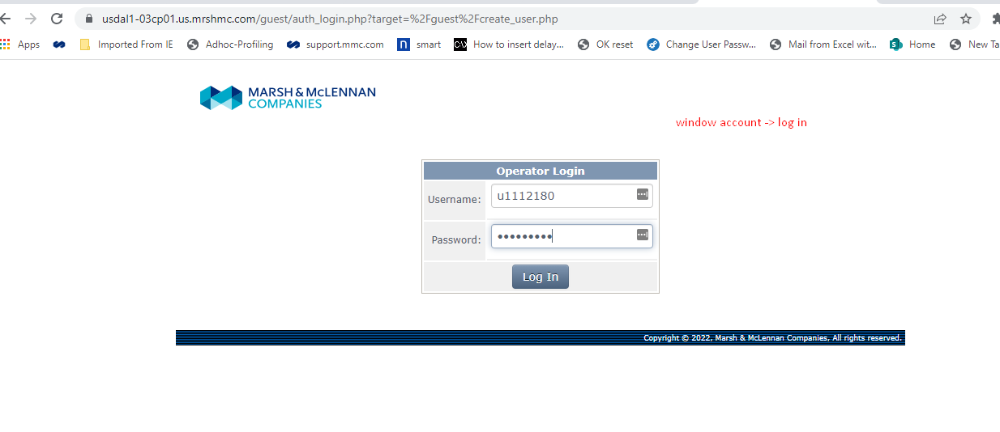 usdal1-03cp01.us.mrshmc.com/guest/auth_login.php?target=%2Fguest%2Fcreate_user.php
Apps Imported From IE Adhoc-Profiling support.mmc.com n smart C:\ How to insert delay... OK reset Change User Passw... Mail from Excel wit... S Home New Ta
MARSH & McLENNAN
COMPANIES
window account -> log in
Operator Login
Username: u1112180
Password: •••••••••
Log In
Copyright © 2022, Marsh & McLennan Companies, All rights reserved.